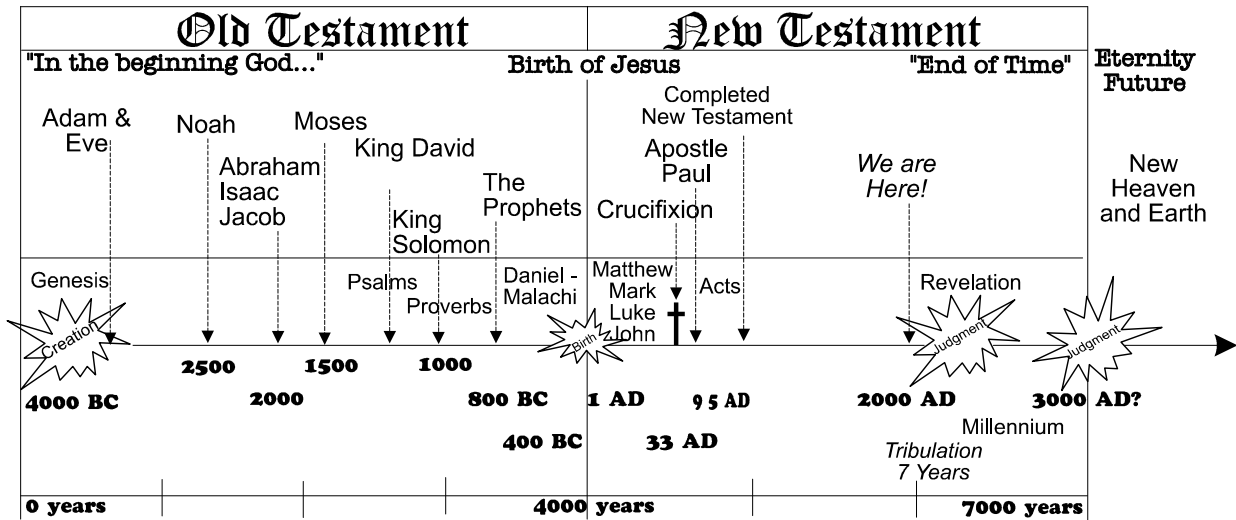 Old Testament
New Testament
"In the beginning God..."
Birth of Jesus
"End of Time"
Eternity
Future
Adam &
Eve
Noah
Abraham
Isaac
Jacob
Moses
King David
King
Solomon
The
Prophets
Crucifixion
Apostle
Paul
Completed
New Testament
We are
Here!
New
Heaven
and Earth
Genesis
Psalms
Proverbs
Daniel -
Malachi
Matthew
Mark
Luke
John
Acts
Revelation
Creation
Birth
Judgment
Judgment
2500
1500
1000
4000 BC
2000
800 BC
1 AD
95 AD
2000 AD
3000 AD?
400 BC
33 AD
Millennium
Tribulation
7 Years
0 years
4000 years
7000 years